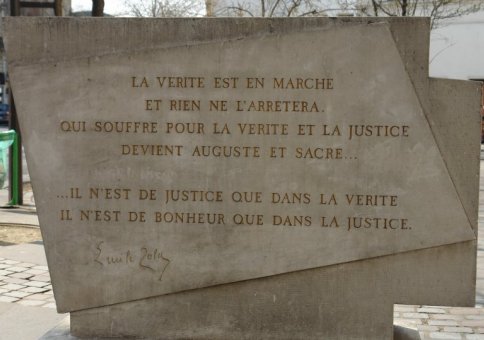 LA VERITE EST EN MARCHE
ET RIEN NE L'ARRETERA.
QUI SOUFFRE POUR LA VERITE ET LA JUSTICE
DEVIENT AUGUSTE ET SACRE...
...IL N'EST DE JUSTICE QUE DANS LA VERITE
IL N'EST DE BONHEUR QUE DANS LA JUSTICE.
Emile Zola